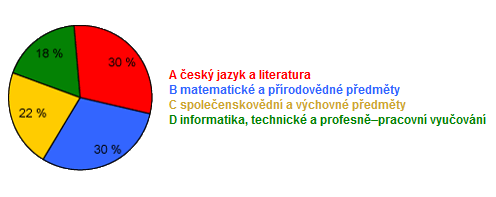 18 %
30 %
22 %
30 %
A český jazyk a literatura
B matematické a přírodovědné předměty
C společenskovědní a výchovné předměty
D informatika, technické a profesně–pracovní vyučování